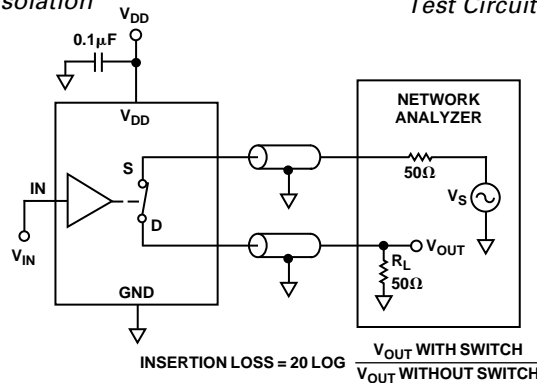 Test Circuit
V_DD
0.1μF
V_DD
NETWORK
ANALYZER
S
50Ω
V_S
IN
D
V_IN
V_OUT
R_L
50Ω
GND
INSERTION LOSS = 20 LOG V_OUT WITH SWITCH
V_OUT WITHOUT SWITCH